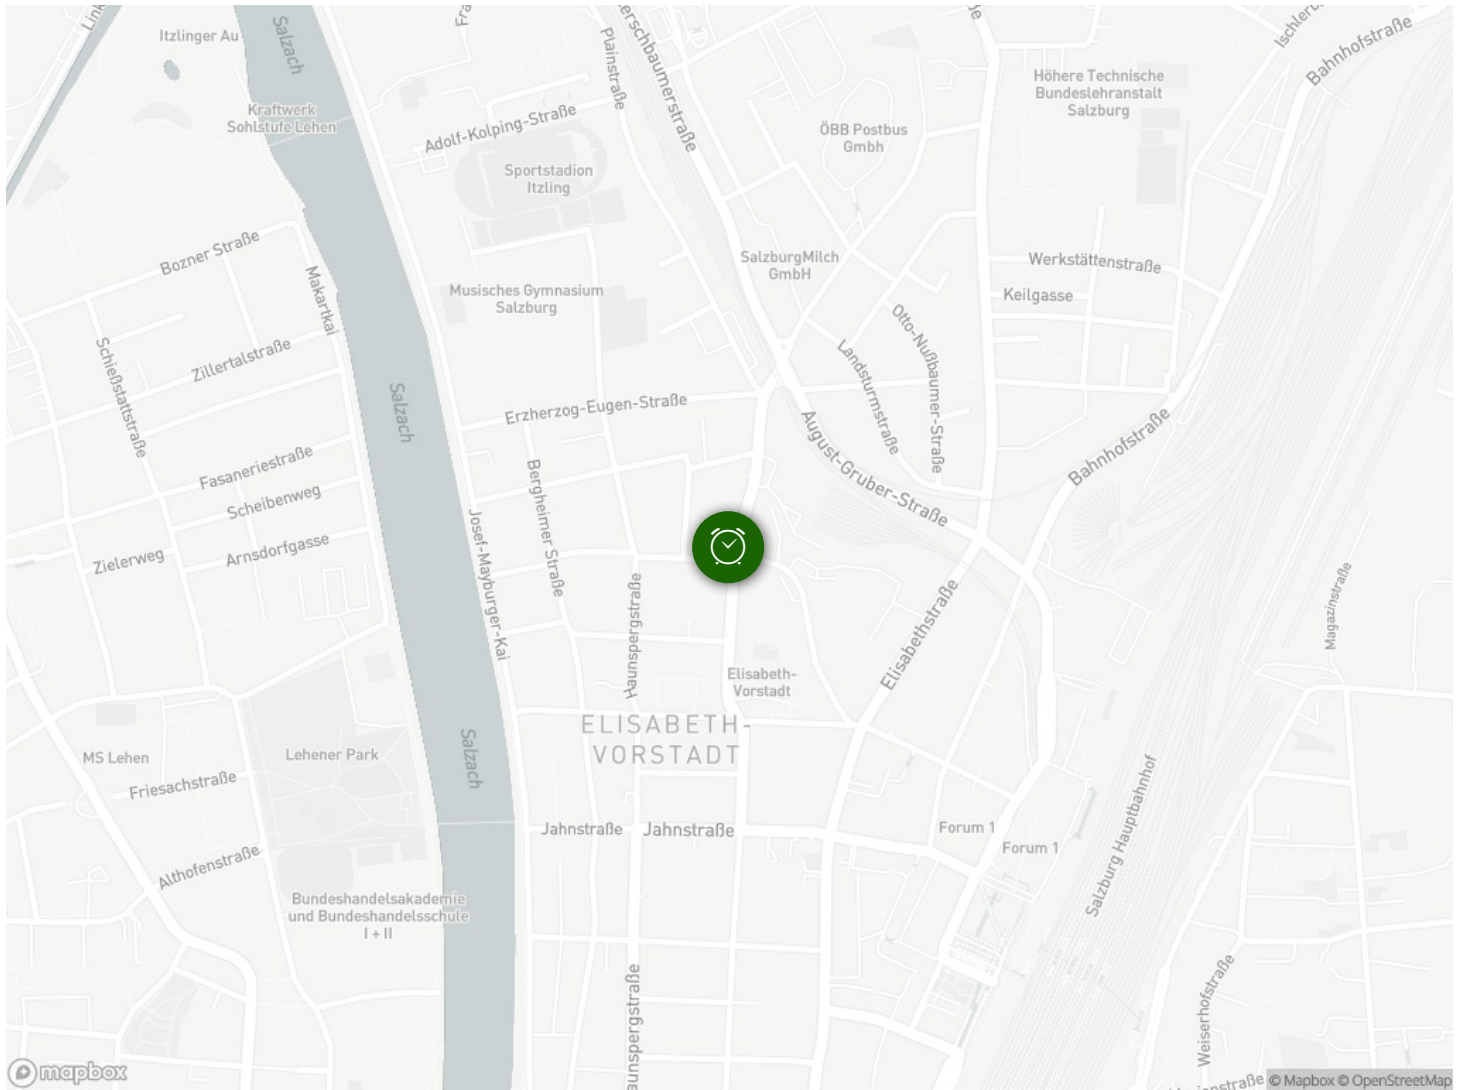 Itzlinger Au
Salzach
Kraftwerk
Sohlstufe Lehen
Adolf-Kolping-Straße
Plainstraße
Sportstadion
Itzling
ÖBB Postbus
Gmbh
Höhere Technische
Bundeslehranstalt
Salzburg
Bahnhofstraße
Bozner Straße
Makartkai
Musisches Gymnasium
Salzburg
SalzburgMilch
GmbH
Werkstättenstraße
Keilgasse
Otto-Nußbaumer-Straße
Landsturmstraße
Schießstattstraße
Zillertalstraße
Salzach
Erzherzog-Eugen-Straße
August-Gruber-Straße
Bahnhofstraße
Fasaneriestraße
Scheibenweg
Zielerweg
Arnsdorfgasse
Josef-Mayburger-Kai
Bergheimer Straße
Haunspergstraße
Elisabethstraße
Magazinstraße
Elisabeth-
Vorstadt
ELISABETH-
VORSTADT
MS Lehen
Lehener Park
Friesachstraße
Salzach
Althofenstraße
Jahnstraße
Jahnstraße
Forum 1
Forum 1
Salzburg Hauptbahnhof
Bundeshandelsakademie
und Bundeshandelsschule
I + II
Weiserhofstraße
mapbox
© Mapbox © OpenStreetMap